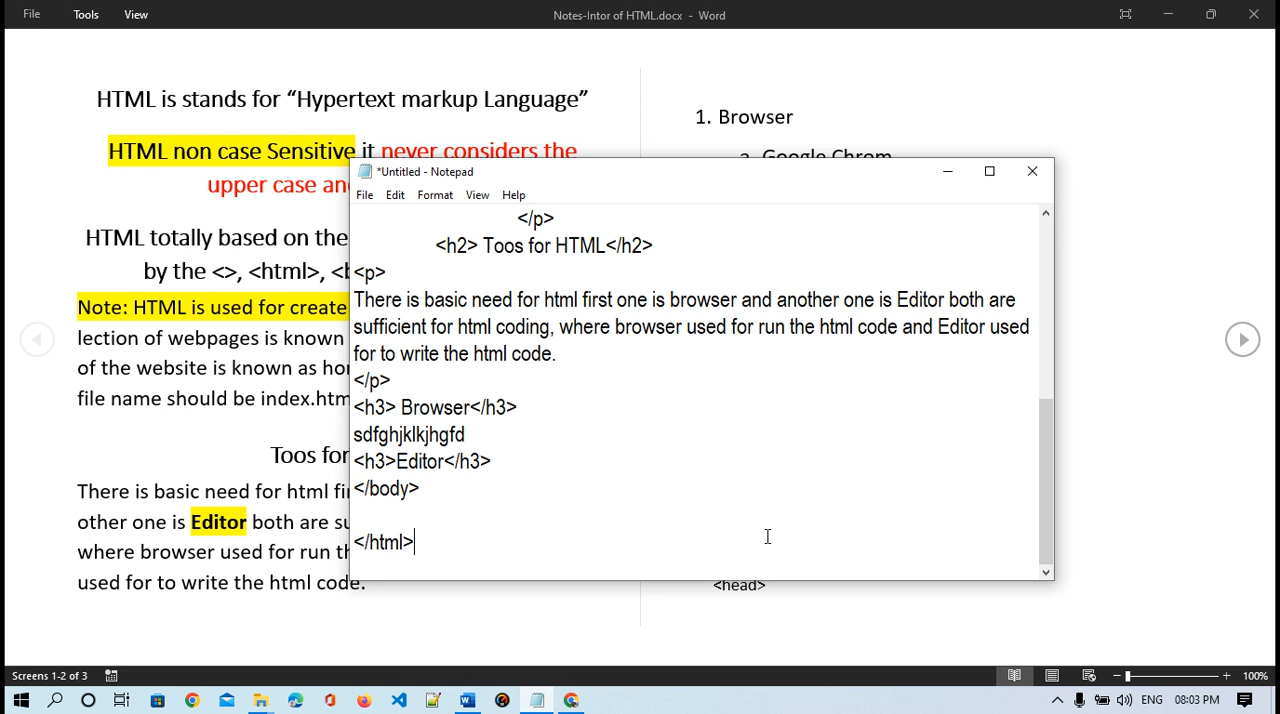 File Tools View Notes-Intor of HTML.docx - Word
HTML is stands for “Hypertext markup Language”
HTML non case Sensitive it never considers the
upper case an
HTML totally based on the
by the <>, <html>, <b
Note: HTML is used for create
lection of webpages is known
of the website is known as ho
file name should be index.htm
Toos for
There is basic need for html fi
other one is Editor both are su
where browser used for run th
used for to write the html code.
1. Browser
a. Google Chrom
*Untitled - Notepad
File Edit Format View Help
</p>
<h2> Toos for HTML</h2>
<p>
There is basic need for html first one is browser and another one is Editor both are
sufficient for html coding, where browser used for run the html code and Editor used
for to write the html code.
</p>
<h3> Browser</h3>
sdfghjklkjhgfd
<h3>Editor</h3>
</body>
</html>
<head>
Screens 1-2 of 3 100%
ENG 08:03 PM